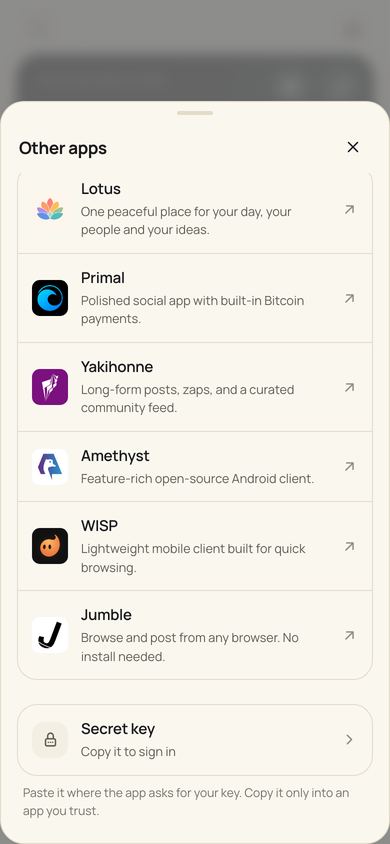 Other apps
Lotus
One peaceful place for your day, your
people and your ideas.
Primal
Polished social app with built-in Bitcoin
payments.
Yakihonne
Long-form posts, zaps, and a curated
community feed.
Amethyst
Feature-rich open-source Android client.
WISP
Lightweight mobile client built for quick
browsing.
Jumble
Browse and post from any browser. No
install needed.
Secret key
Copy it to sign in
Paste it where the app asks for your key. Copy it only into an
app you trust.